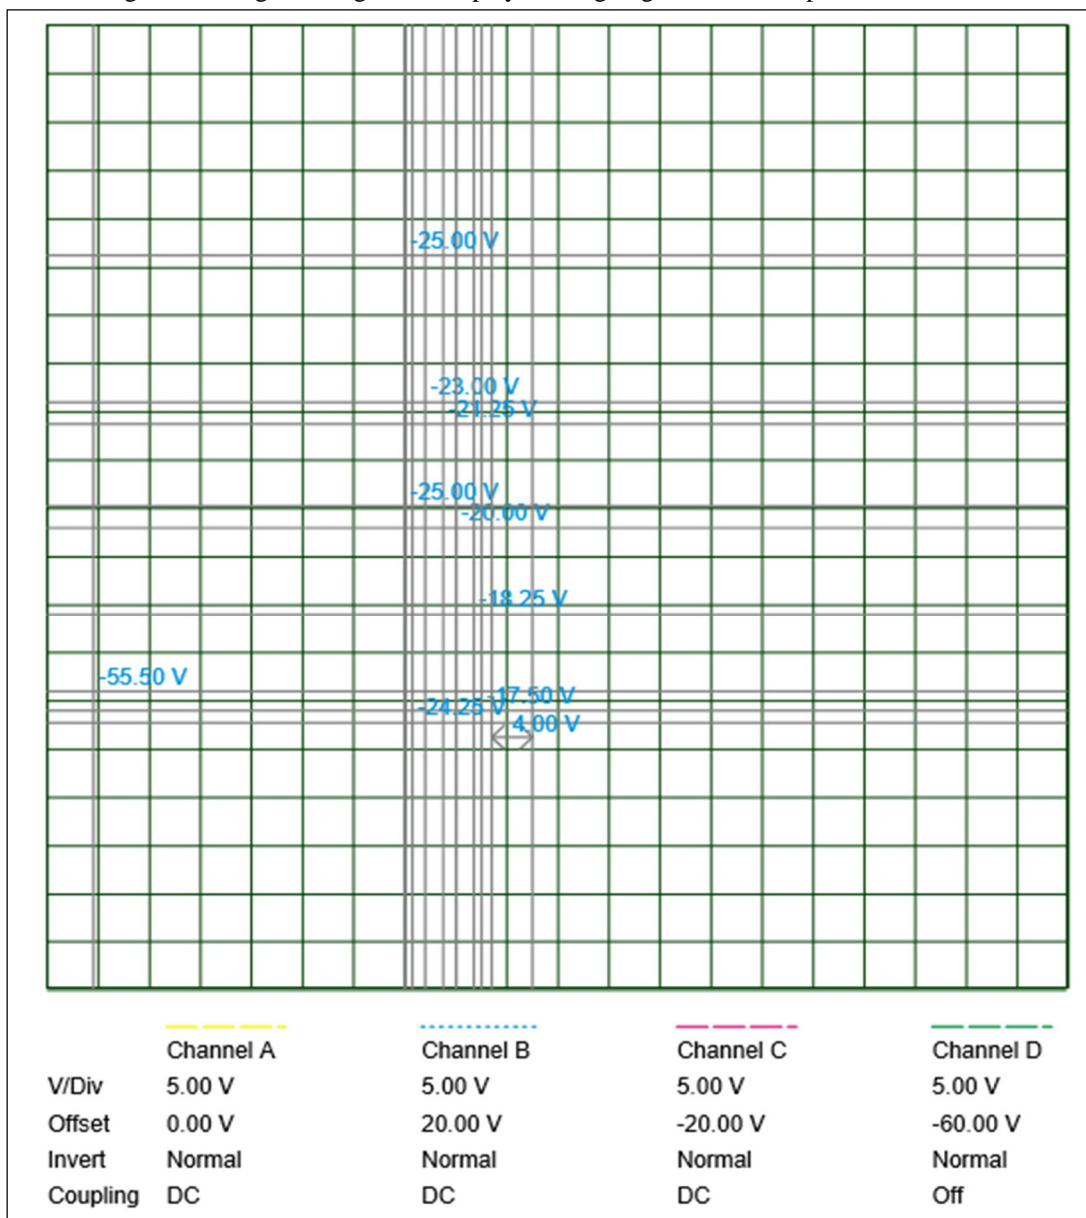 -25.00 V
-23.00 V
-21.25 V
-25.00 V
-20.00 V
-18.25 V
-55.50 V
-17.50 V
-24.25 V
4.00 V
Channel A Channel B Channel C Channel D
V/Div 5.00 V 5.00 V 5.00 V 5.00 V
Offset 0.00 V 20.00 V -20.00 V -60.00 V
Invert Normal Normal Normal Normal
Coupling DC DC DC Off